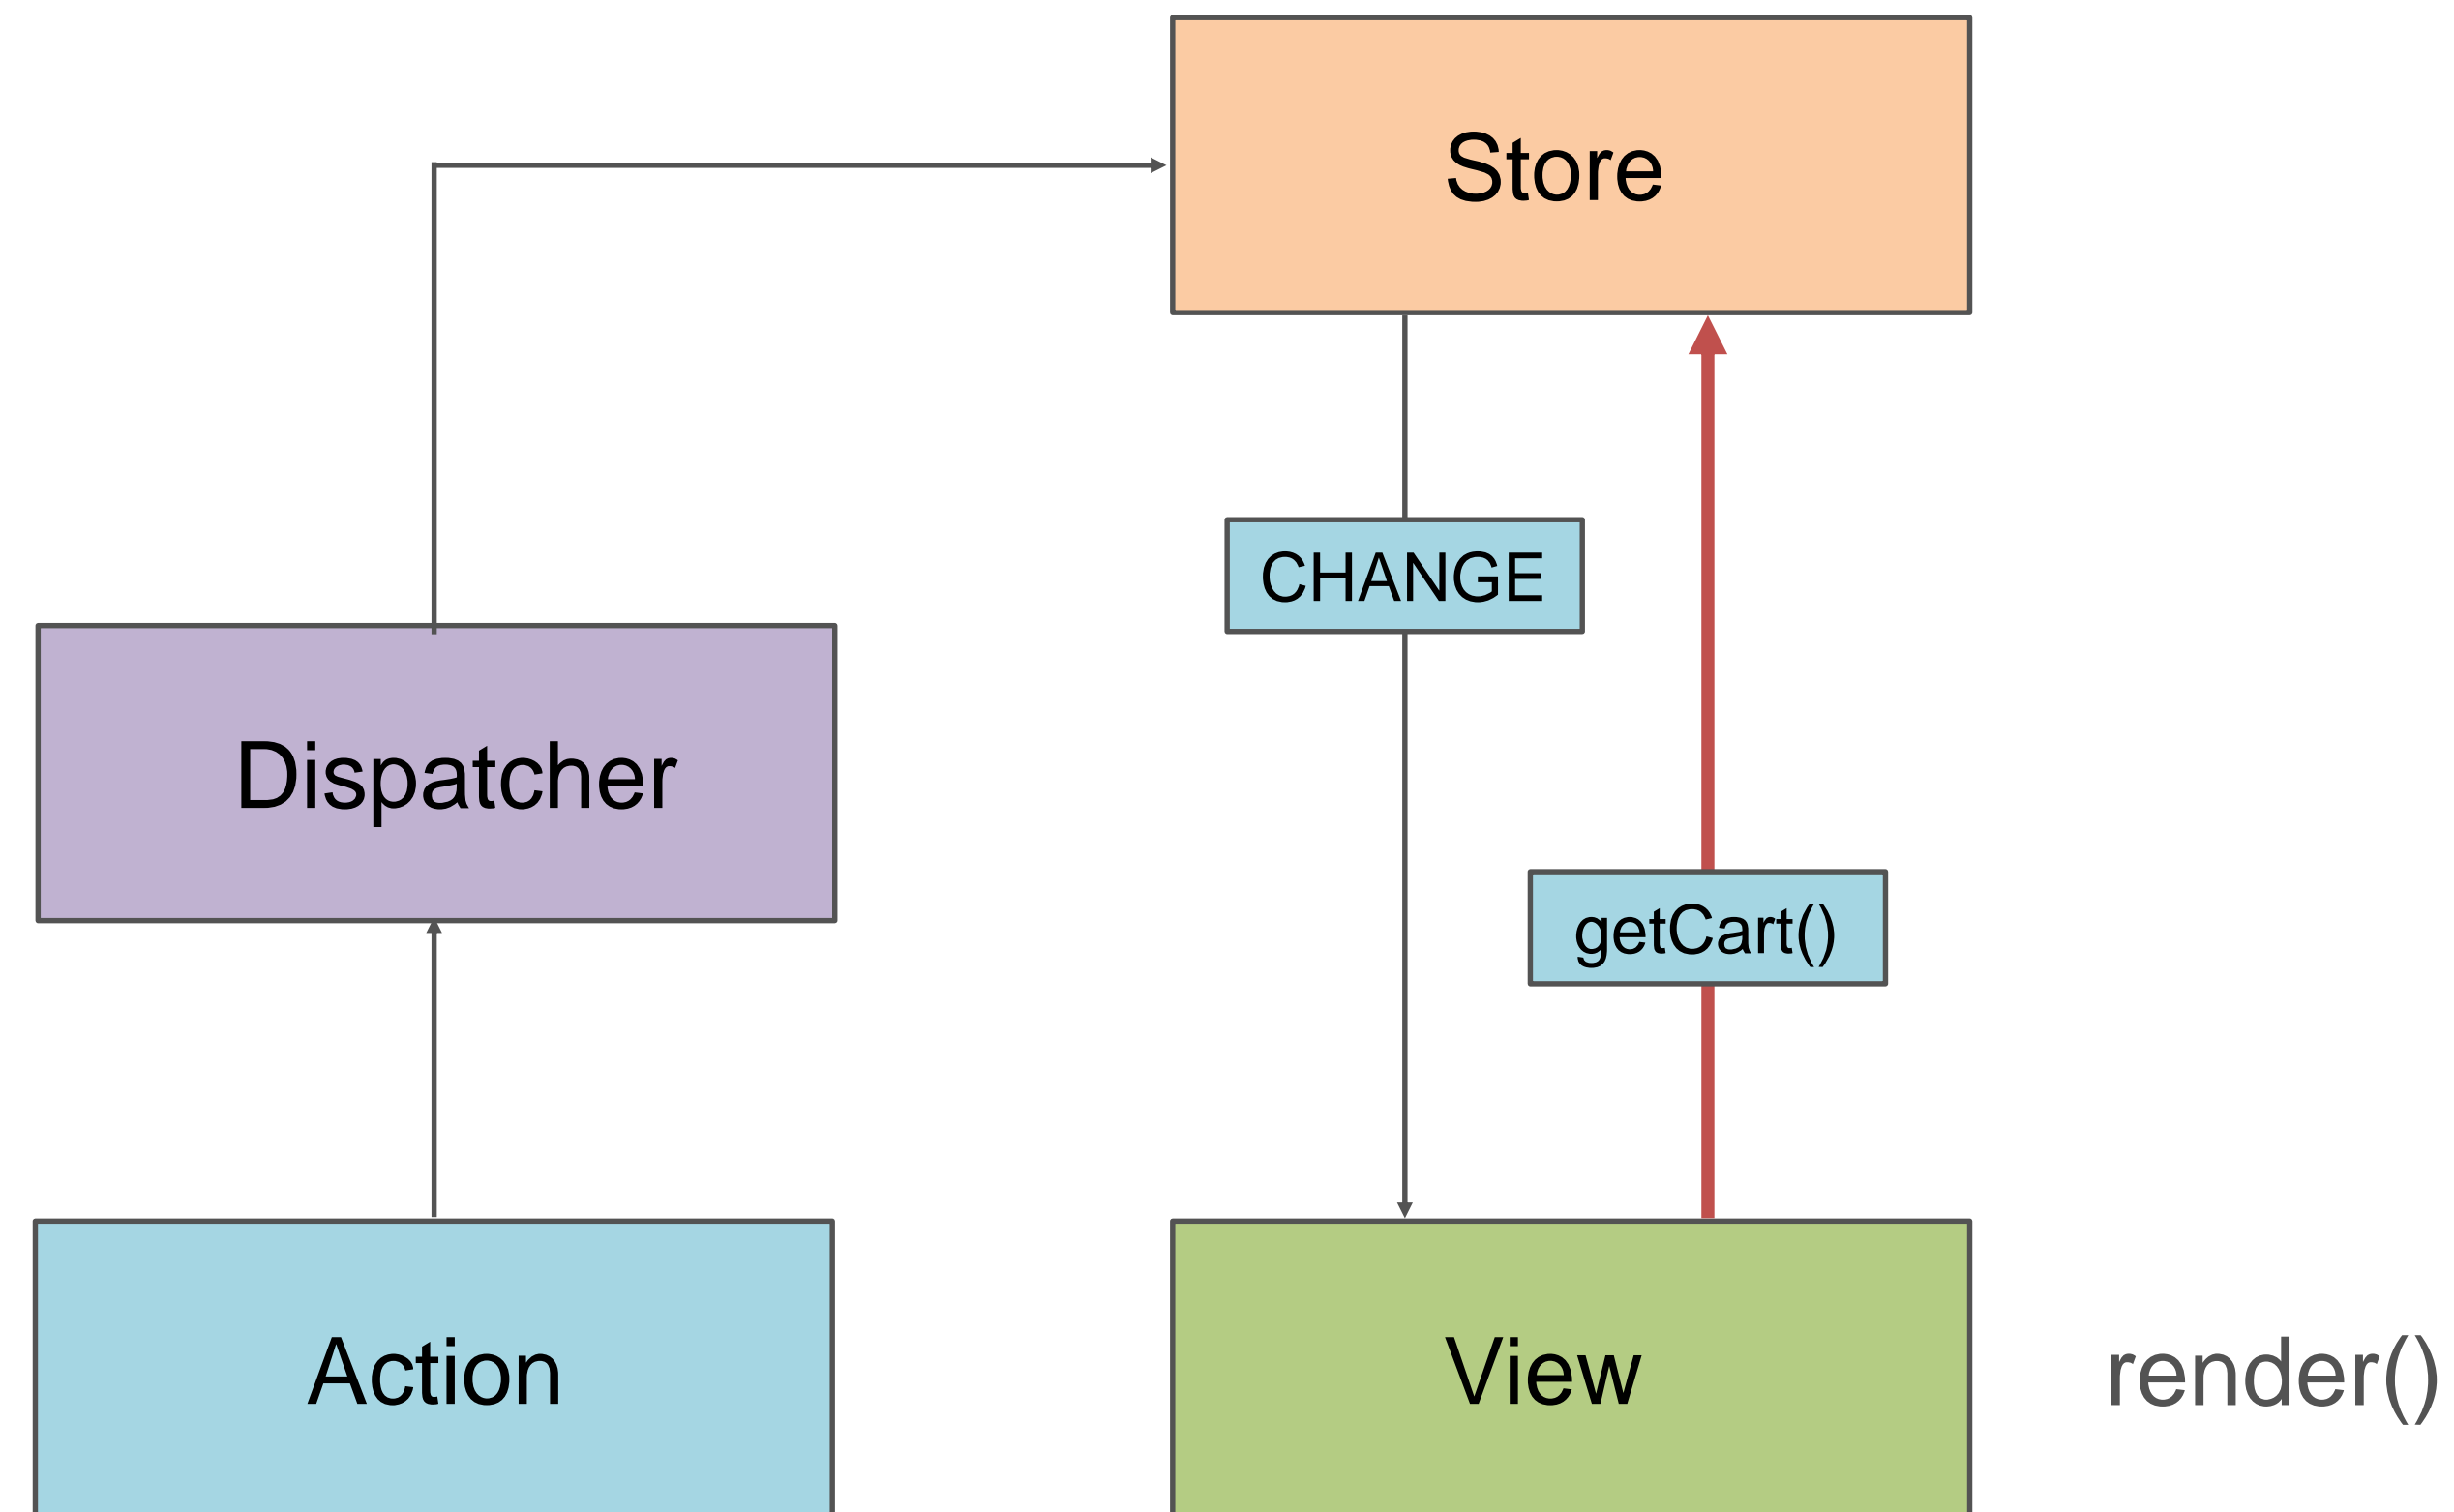 Store
CHANGE
Dispatcher
getCart()
Action
View
render()